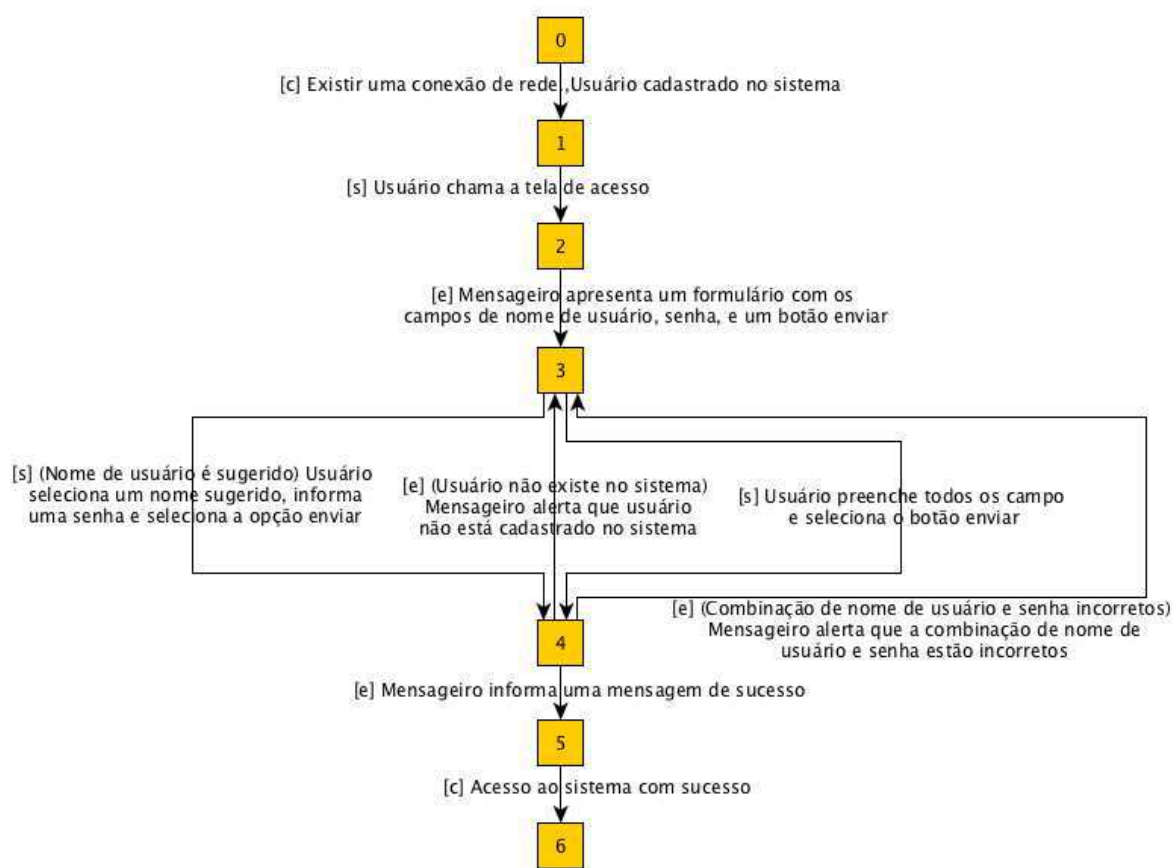 0
[c] Existir uma conexão de rede.,Usuário cadastrado no sistema
1
[s] Usuário chama a tela de acesso
2
[e] Mensageiro apresenta um formulário com os
campos de nome de usuário, senha, e um botão enviar
3
[s] (Nome de usuário é sugerido) Usuário
seleciona um nome sugerido, informa
uma senha e seleciona a opção enviar
[e] (Usuário não existe no sistema)
Mensageiro alerta que usuário
não está cadastrado no sistema
[s] Usuário preenche todos os campo
e seleciona o botão enviar
[e] (Combinação de nome de usuário e senha incorretos)
Mensageiro alerta que a combinação de nome de
usuário e senha estão incorretos
4
[e] Mensageiro informa uma mensagem de sucesso
5
[c] Acesso ao sistema com sucesso
6